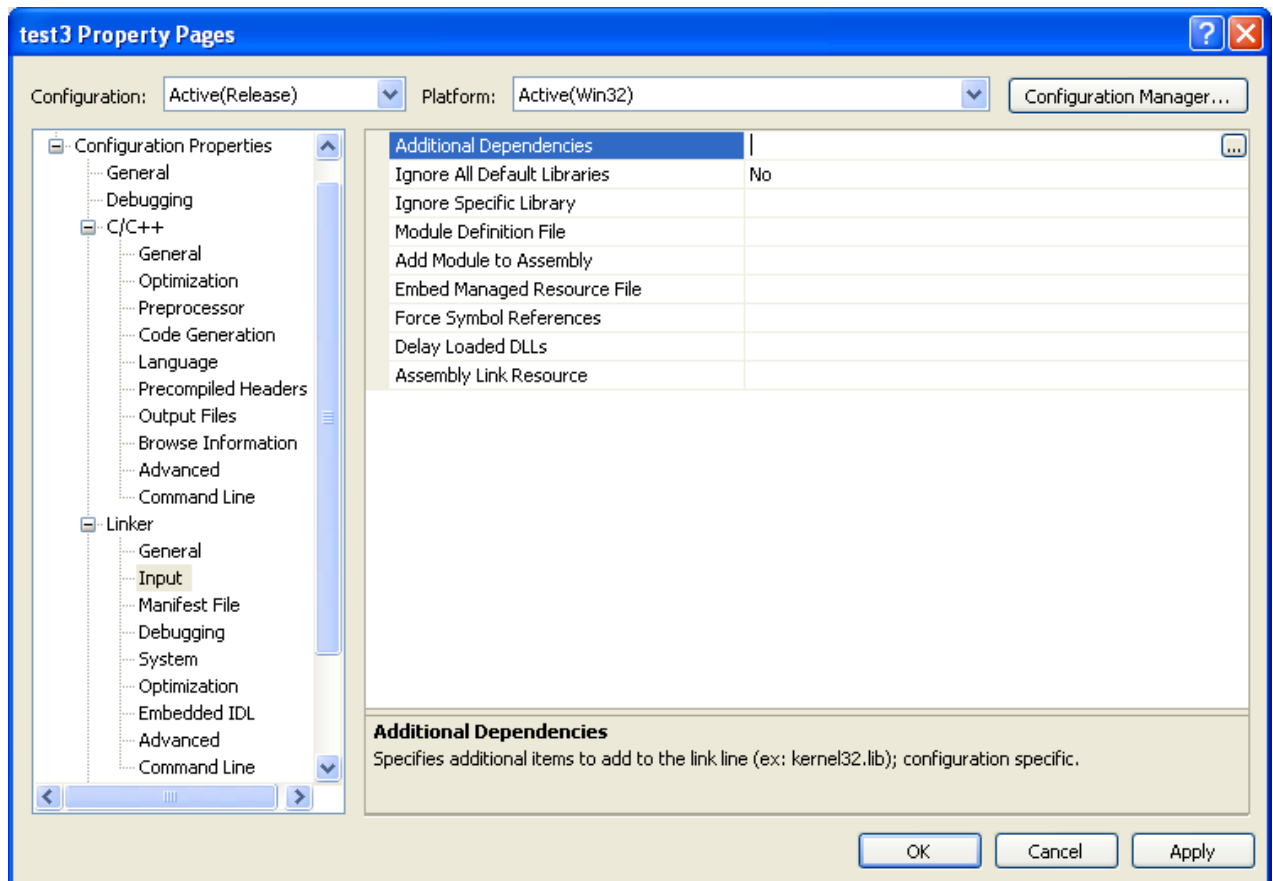 test3 Property Pages
Configuration: Active(Release) Platform: Active(Win32) Configuration Manager...
Configuration Properties
General
Debugging
C/C++
General
Optimization
Preprocessor
Code Generation
Language
Precompiled Headers
Output Files
Browse Information
Advanced
Command Line
Linker
General
Input
Manifest File
Debugging
System
Optimization
Embedded IDL
Advanced
Command Line
Additional Dependencies ...
Ignore All Default Libraries No
Ignore Specific Library
Module Definition File
Add Module to Assembly
Embed Managed Resource File
Force Symbol References
Delay Loaded DLLs
Assembly Link Resource
Additional Dependencies
Specifies additional items to add to the link line (ex: kernel32.lib); configuration specific.
OK Cancel Apply